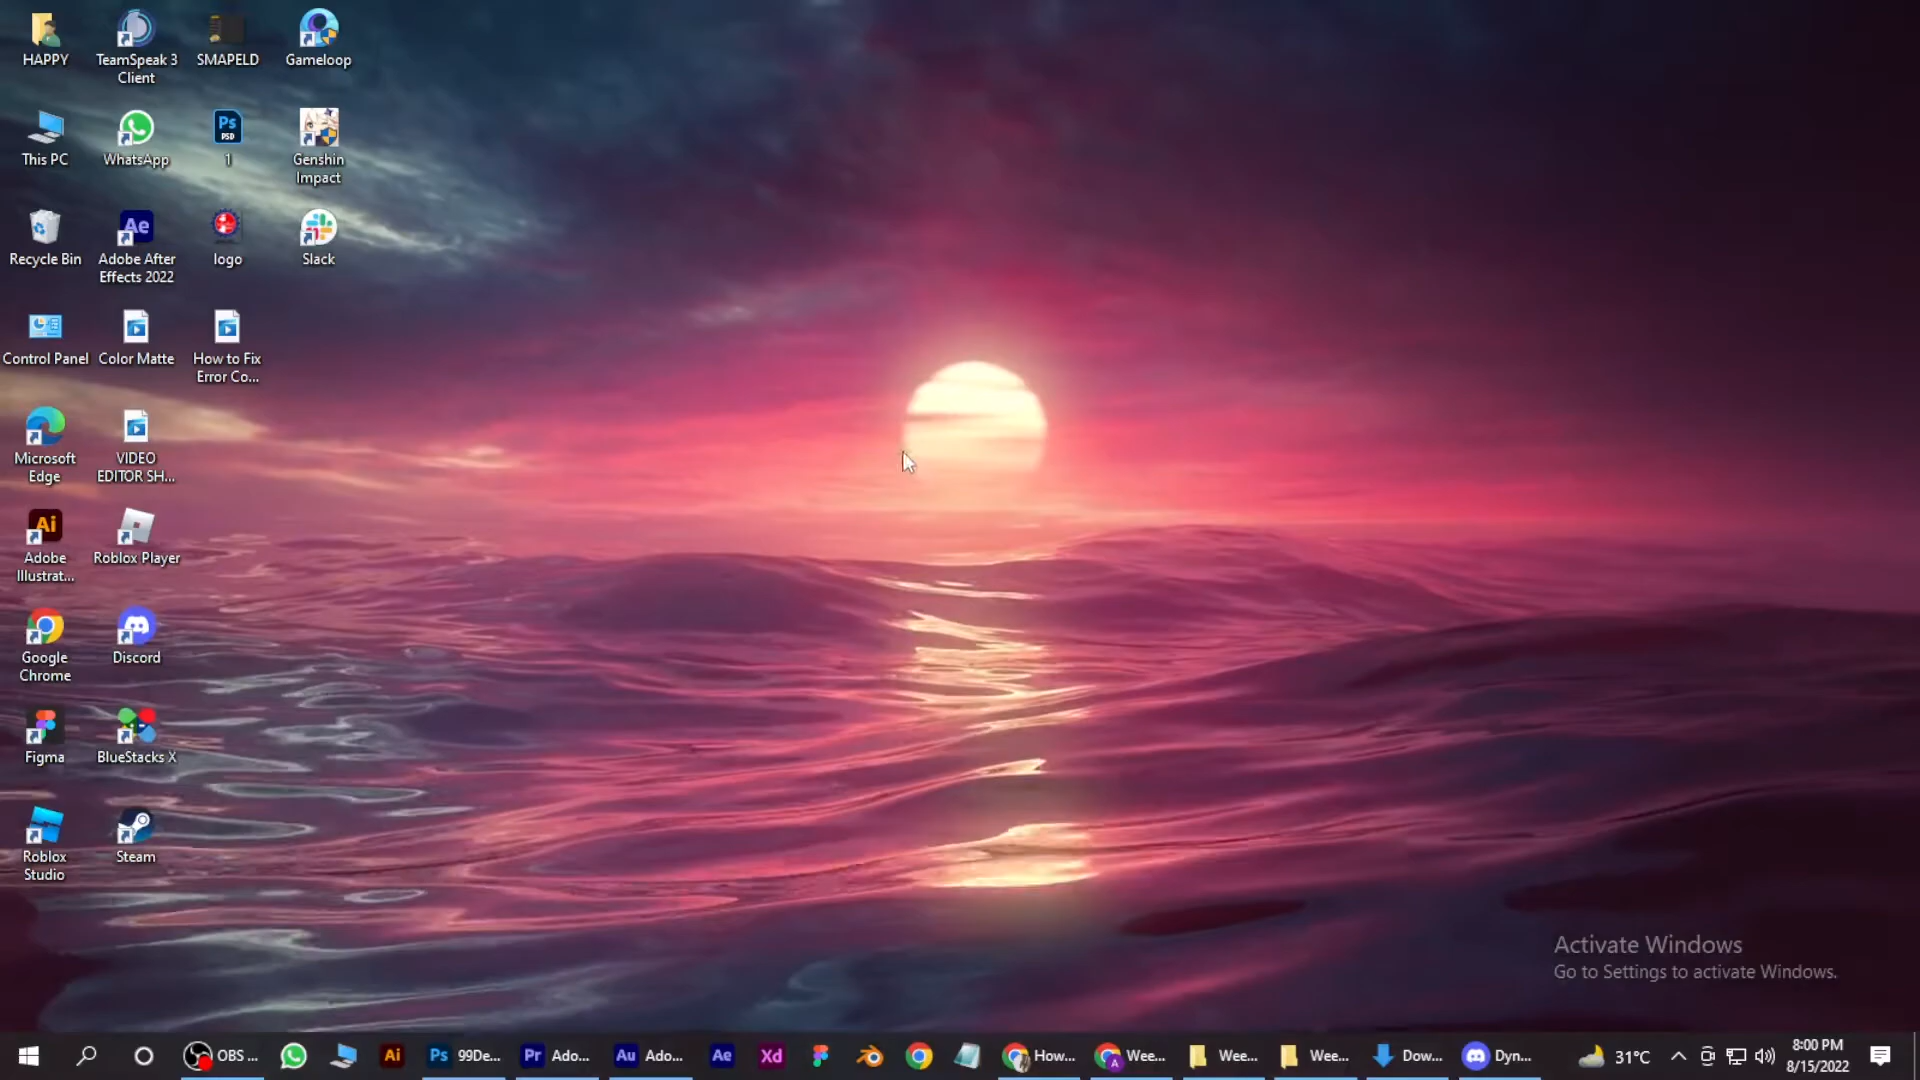 HAPPY
TeamSpeak 3
Client
SMAPELD
Gameloop
This PC
WhatsApp
Ps
PSD
1
Genshin
Impact
Recycle Bin
Ae
Adobe After
Effects 2022
logo
Slack
Control Panel
Color Matte
How to Fix
Error Co...
Microsoft
Edge
VIDEO
EDITOR SH...
Ai
Adobe
Illustrat...
Roblox Player
Google
Chrome
Discord
Figma
BlueStacks X
Roblox
Studio
Steam
Activate Windows
Go to Settings to activate Windows.
OBS ...
Ai
Ps 99De...
Pr Ado...
Au Ado...
Ae
Xd
How...
A Wee...
Wee...
Wee...
Dow...
Dyn...
31°C
8:00 PM
8/15/2022